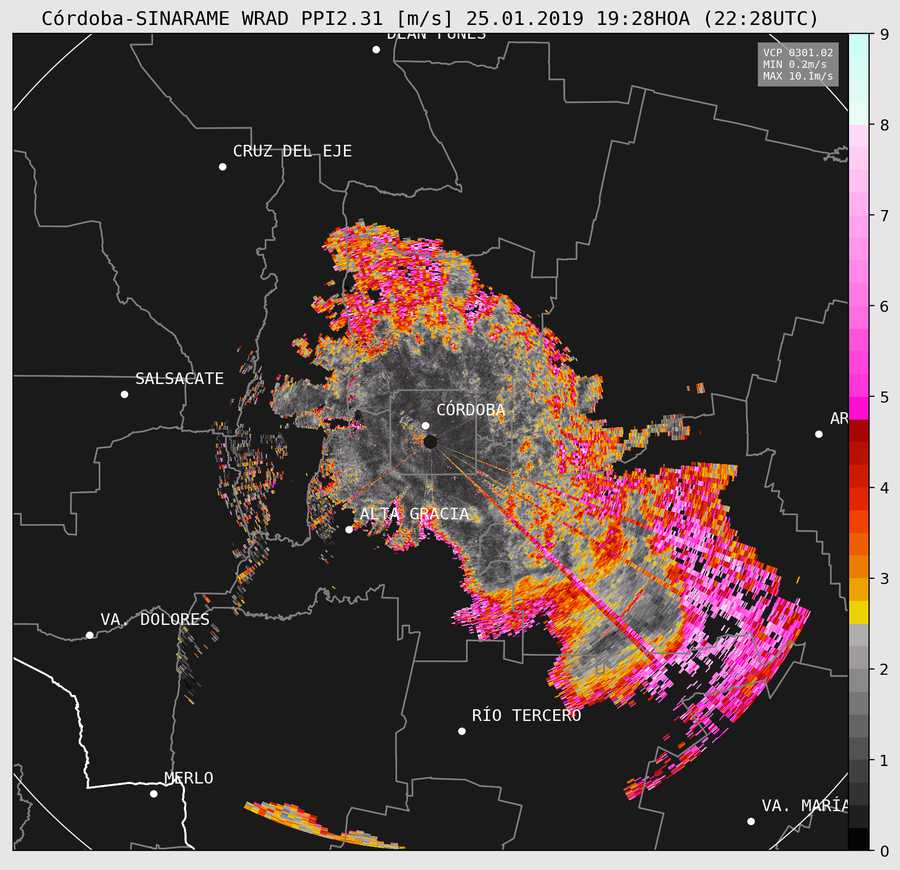 Córdoba-SINARAME WRAD PPI2.31 [m/s] 25.01.2019 19:28HOA (22:28UTC)
DEAN FUNES
VCP 0301.02
MIN 0.2m/s
MAX 10.1m/s
CRUZ DEL EJE
SALSACATE
CÓRDOBA
AR
ALTA GRACIA
VA. DOLORES
RÍO TERCERO
MERLO
VA. MARÍA
9
8
7
6
5
4
3
2
1
0